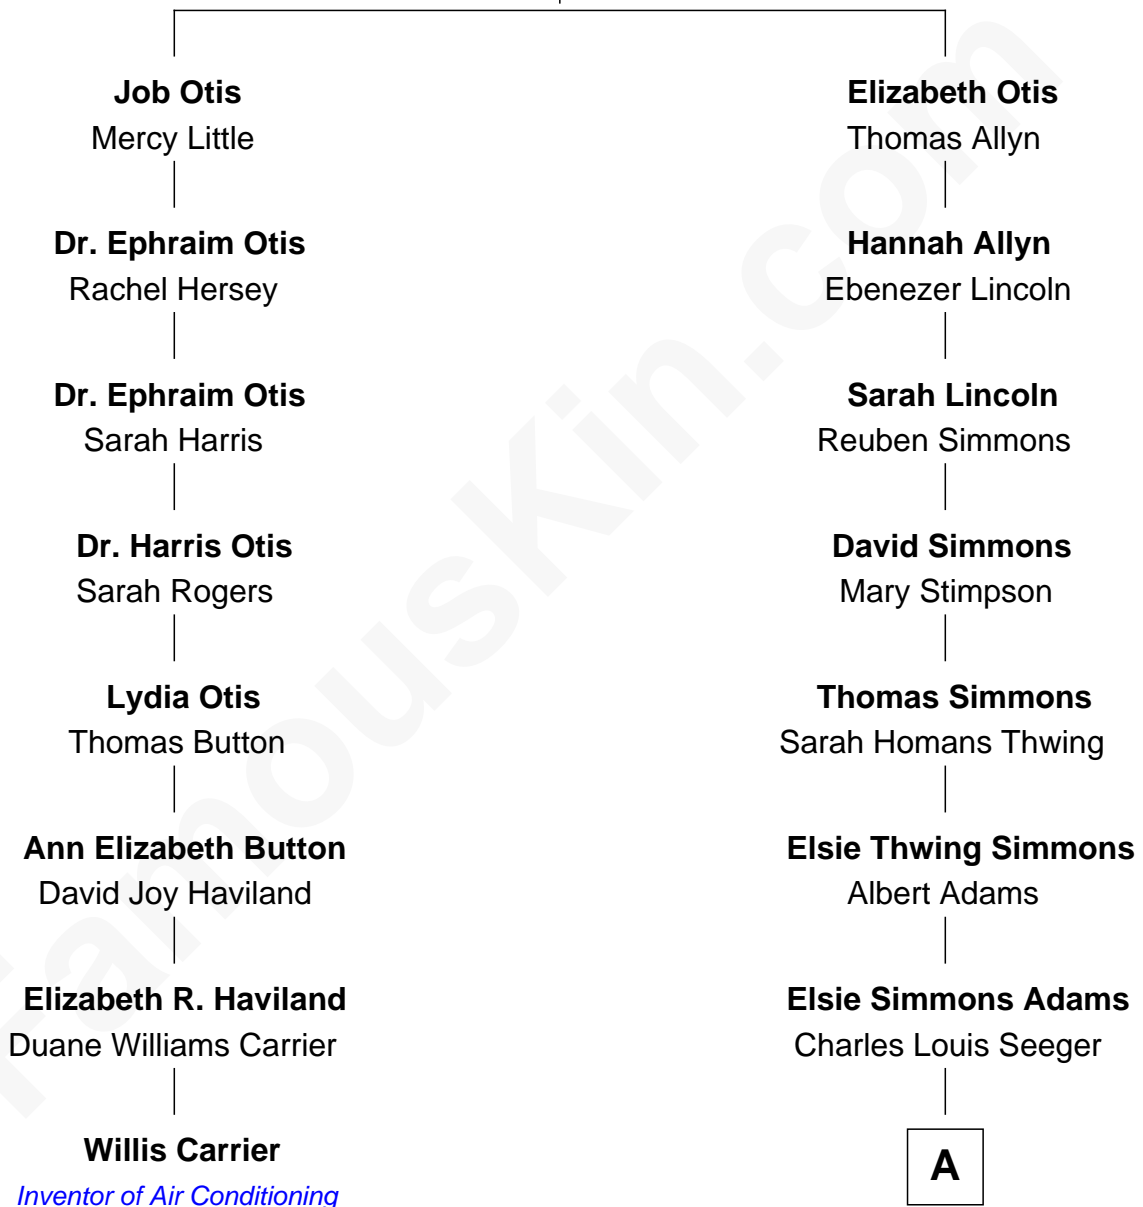 Job Otis
Mercy Little
Dr. Ephraim Otis
Rachel Hersey
Dr. Ephraim Otis
Sarah Harris
Dr. Harris Otis
Sarah Rogers
Lydia Otis
Thomas Button
Ann Elizabeth Button
David Joy Haviland
Elizabeth R. Haviland
Duane Williams Carrier
Willis Carrier
Inventor of Air Conditioning
Elizabeth Otis
Thomas Allyn
Hannah Allyn
Ebenezer Lincoln
Sarah Lincoln
Reuben Simmons
David Simmons
Mary Stimpson
Thomas Simmons
Sarah Homans Thwing
Elsie Thwing Simmons
Albert Adams
Elsie Simmons Adams
Charles Louis Seeger
A
FamousKin.com